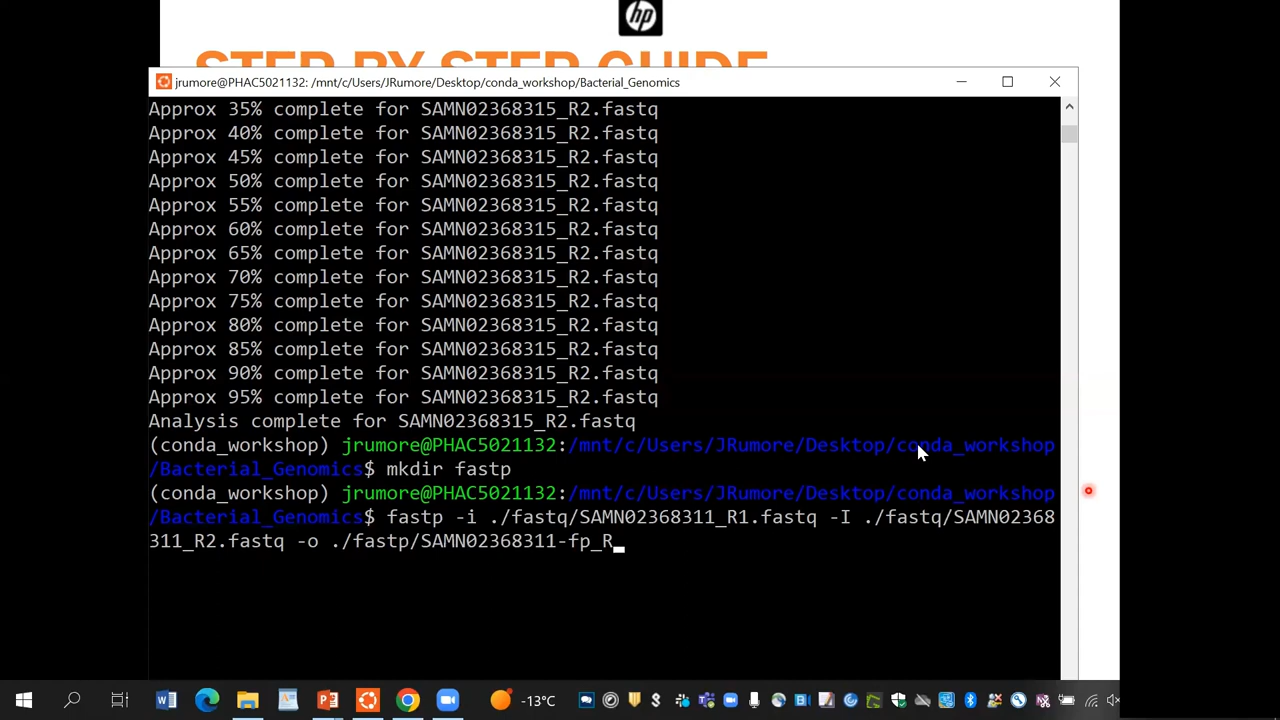 hp
STEP BY STEP GUIDE
jrumore@PHAC5021132: /mnt/c/Users/JRumore/Desktop/conda_workshop/Bacterial_Genomics
Approx 35% complete for SAMN02368315_R2.fastq
Approx 40% complete for SAMN02368315_R2.fastq
Approx 45% complete for SAMN02368315_R2.fastq
Approx 50% complete for SAMN02368315_R2.fastq
Approx 55% complete for SAMN02368315_R2.fastq
Approx 60% complete for SAMN02368315_R2.fastq
Approx 65% complete for SAMN02368315_R2.fastq
Approx 70% complete for SAMN02368315_R2.fastq
Approx 75% complete for SAMN02368315_R2.fastq
Approx 80% complete for SAMN02368315_R2.fastq
Approx 85% complete for SAMN02368315_R2.fastq
Approx 90% complete for SAMN02368315_R2.fastq
Approx 95% complete for SAMN02368315_R2.fastq
Analysis complete for SAMN02368315_R2.fastq
(conda_workshop) jrumore@PHAC5021132:/mnt/c/Users/JRumore/Desktop/conda_workshop
/Bacterial_Genomics$ mkdir fastp
(conda_workshop) jrumore@PHAC5021132:/mnt/c/Users/JRumore/Desktop/conda_workshop
/Bacterial_Genomics$ fastp -i ./fastq/SAMN02368311_R1.fastq -I ./fastq/SAMN02368
311_R2.fastq -o ./fastp/SAMN02368311-fp_R_
-13°C